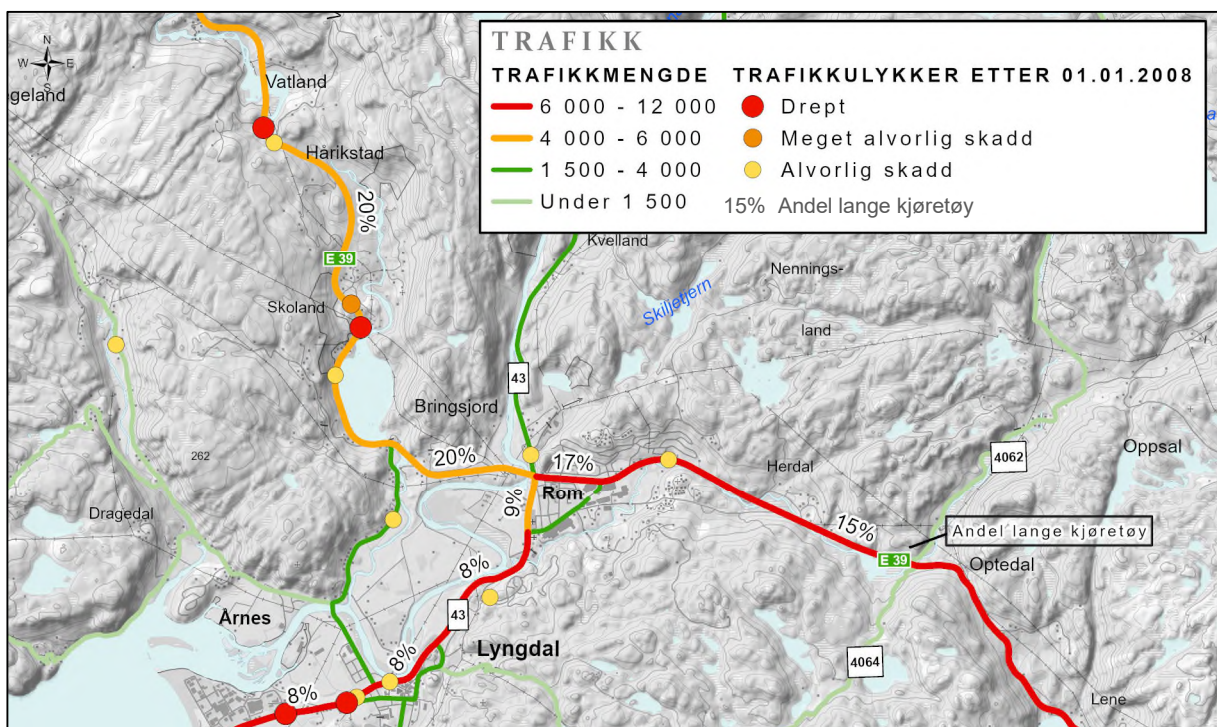 TRAFIKK
TRAFIKKMENGDE
6 000 - 12 000
4 000 - 6 000
1 500 - 4 000
Under 1 500
TRAFIKKULYKKER ETTER 01.01.2008
Drept
Meget alvorlig skadd
Alvorlig skadd
15% Andel lange kjøretøy
N
W E
S
geland
Vatland
Hårikstad
20%
E 39
Kvelland
Nennings-
land
Skiljetjern
Skoland
43
Bringsjord
262
20%
17%
Rom
Herdal
4062
Oppsal
Dragedal
9%
15%
Andel lange kjøretøy
E 39
Optedal
8%
Årnes
43
Lyngdal
8%
4064
8%
Lene